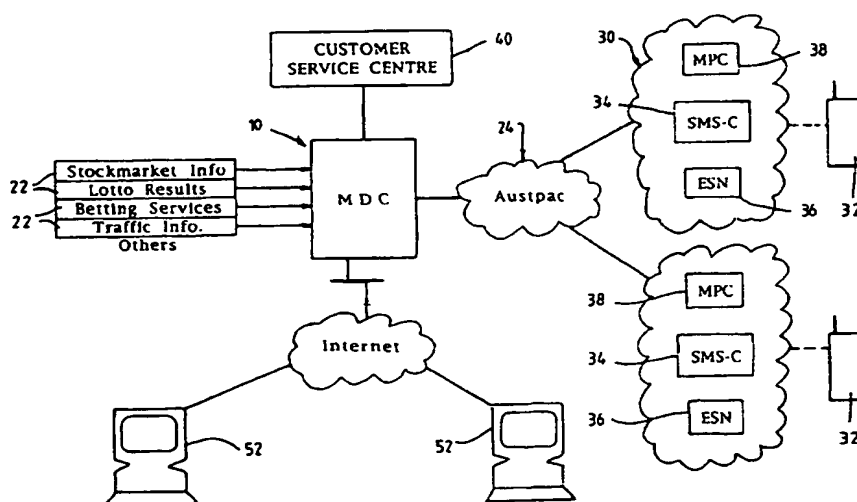 CUSTOMER
SERVICE CENTRE
40
30
MPC
38
34
SMS-C
10
24
ESN
36
32
22
Stockmarket Info
Lotto Results
22
Betting Services
22
Traffic Info.
Others
MDC
Austpac
38
MPC
34
SMS-C
36
ESN
32
Internet
52
52